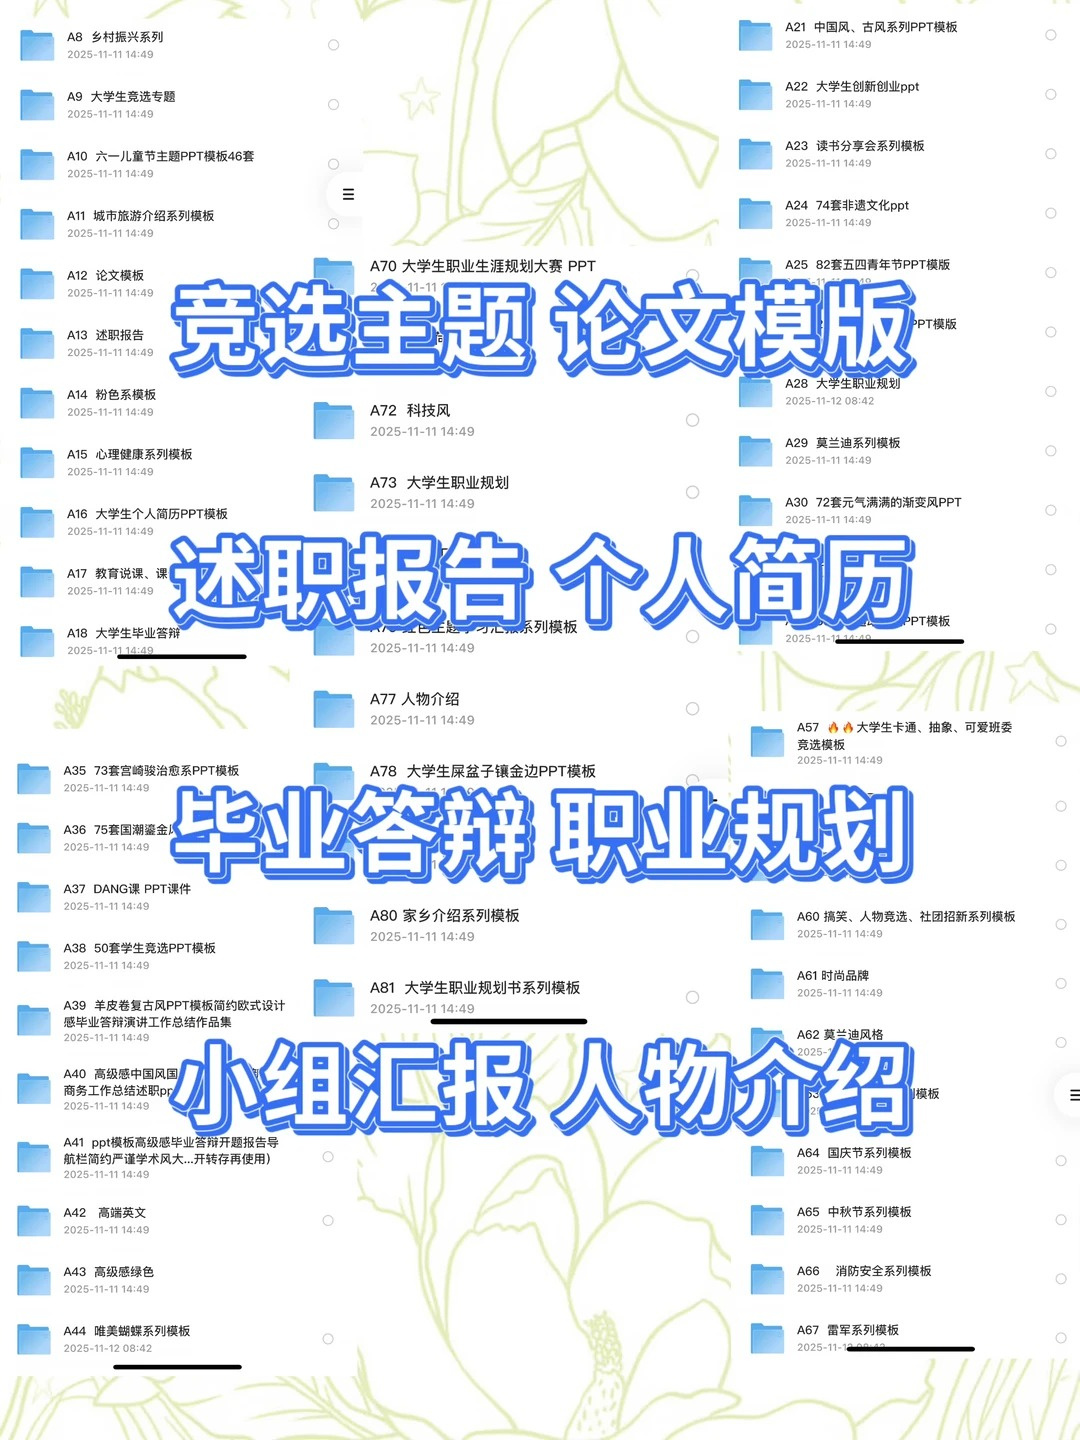 A8 乡村振兴系列
2025-11-11 14:49
A9 大学生竞选专题
2025-11-11 14:49
A10 六一儿童节主题PPT模板46套
2025-11-11 14:49
A11 城市旅游介绍系列模板
2025-11-11 14:49
A12 论文模板
2025-11-11 14:49
A13 述职报告
2025-11-11 14:49
A14 粉色系模板
2025-11-11 14:49
A15 心理健康系列模板
2025-11-11 14:49
A16 大学生个人简历PPT模板
2025-11-11 14:49
A17 教育说课、课
2025-11-11 14:49
A18 大学生毕业答辩
2025-11-11 14:49
A70 大学生职业生涯规划大赛 PPT
A72 科技风
2025-11-11 14:49
A73 大学生职业规划
2025-11-11 14:49
系列模板
2025-11-11 14:49
A77 人物介绍
2025-11-11 14:49
A78 大学生屎盆子镶金边PPT模板
A80 家乡介绍系列模板
2025-11-11 14:49
A81 大学生职业规划书系列模板
2025-11-11 14:49
A21 中国风、古风系列PPT模板
2025-11-11 14:49
A22 大学生创新创业ppt
2025-11-11 14:49
A23 读书分享会系列模板
2025-11-11 14:49
A24 74套非遗文化ppt
2025-11-11 14:49
A25 82套五四青年节PPT模版
PPT模版
A28 大学生职业规划
2025-11-12 08:42
A29 莫兰迪系列模板
2025-11-11 14:49
A30 72套元气满满的渐变风PPT
2025-11-11 14:49
PPT模板
2025-11-11 14:49
竞选主题 论文模版
述职报告 个人简历
毕业答辩 职业规划
小组汇报 人物介绍
A35 73套宫崎骏治愈系PPT模板
2025-11-11 14:49
A36 75套国潮鎏金
2025-11-11 14:49
A37 DANG课 PPT课件
2025-11-11 14:49
A38 50套学生竞选PPT模板
2025-11-11 14:49
A39 羊皮卷复古风PPT模板简约欧式设计
感毕业答辩演讲工作总结作品集
2025-11-11 14:49
A40 高级感中国风国
商务工作总结述职pp
2025-11-11 14:49
A41 ppt模板高级感毕业答辩开题报告导
航栏简约严谨学术风大...开转存再使用）
2025-11-11 14:49
A42 高端英文
2025-11-11 14:49
A43 高级感绿色
2025-11-11 14:49
A44 唯美蝴蝶系列模板
2025-11-12 08:42
A57 🔥🔥大学生卡通、抽象、可爱班委
竞选模板
2025-11-11 14:49
A60 搞笑、人物竞选、社团招新系列模板
2025-11-11 14:49
A61 时尚品牌
2025-11-11 14:49
A62 莫兰迪风格
模板
A64 国庆节系列模板
2025-11-11 14:49
A65 中秋节系列模板
2025-11-11 14:49
A66 消防安全系列模板
2025-11-11 14:49
A67 雷军系列模板